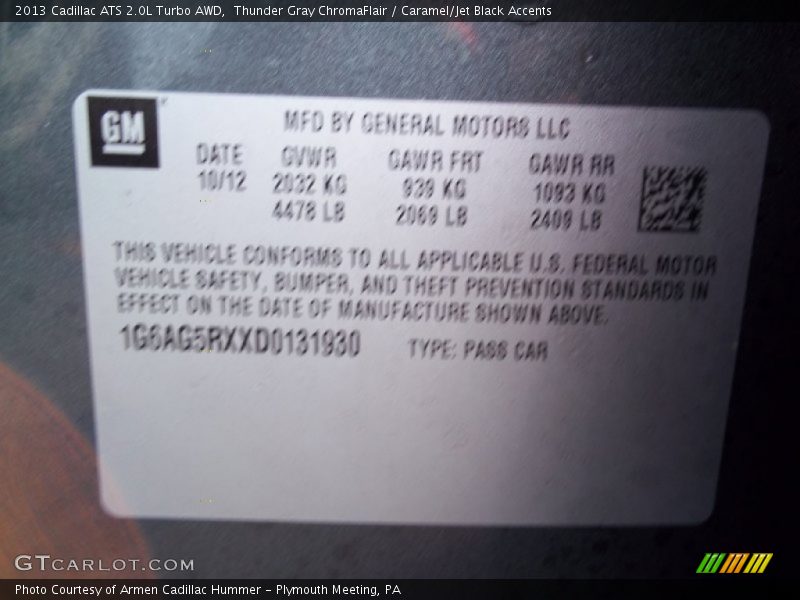 2013 Cadillac ATS 2.0L Turbo AWD,  Thunder Gray ChromaFlair / Caramel/Jet Black Accents
GM
MFD BY GENERAL MOTORS LLC
DATE GVWR GAWR FRT GAWR RR
10/12 2032 KG 939 KG 1093 KG
4478 LB 2069 LB 2409 LB
THIS VEHICLE CONFORMS TO ALL APPLICABLE U.S. FEDERAL MOTOR
VEHICLE SAFETY, BUMPER, AND THEFT PREVENTION STANDARDS IN
EFFECT ON THE DATE OF MANUFACTURE SHOWN ABOVE.
1G6AG5RXXD0131930 TYPE: PASS CAR
GTCARLOT.COM
Photo Courtesy of Armen Cadillac Hummer - Plymouth Meeting, PA